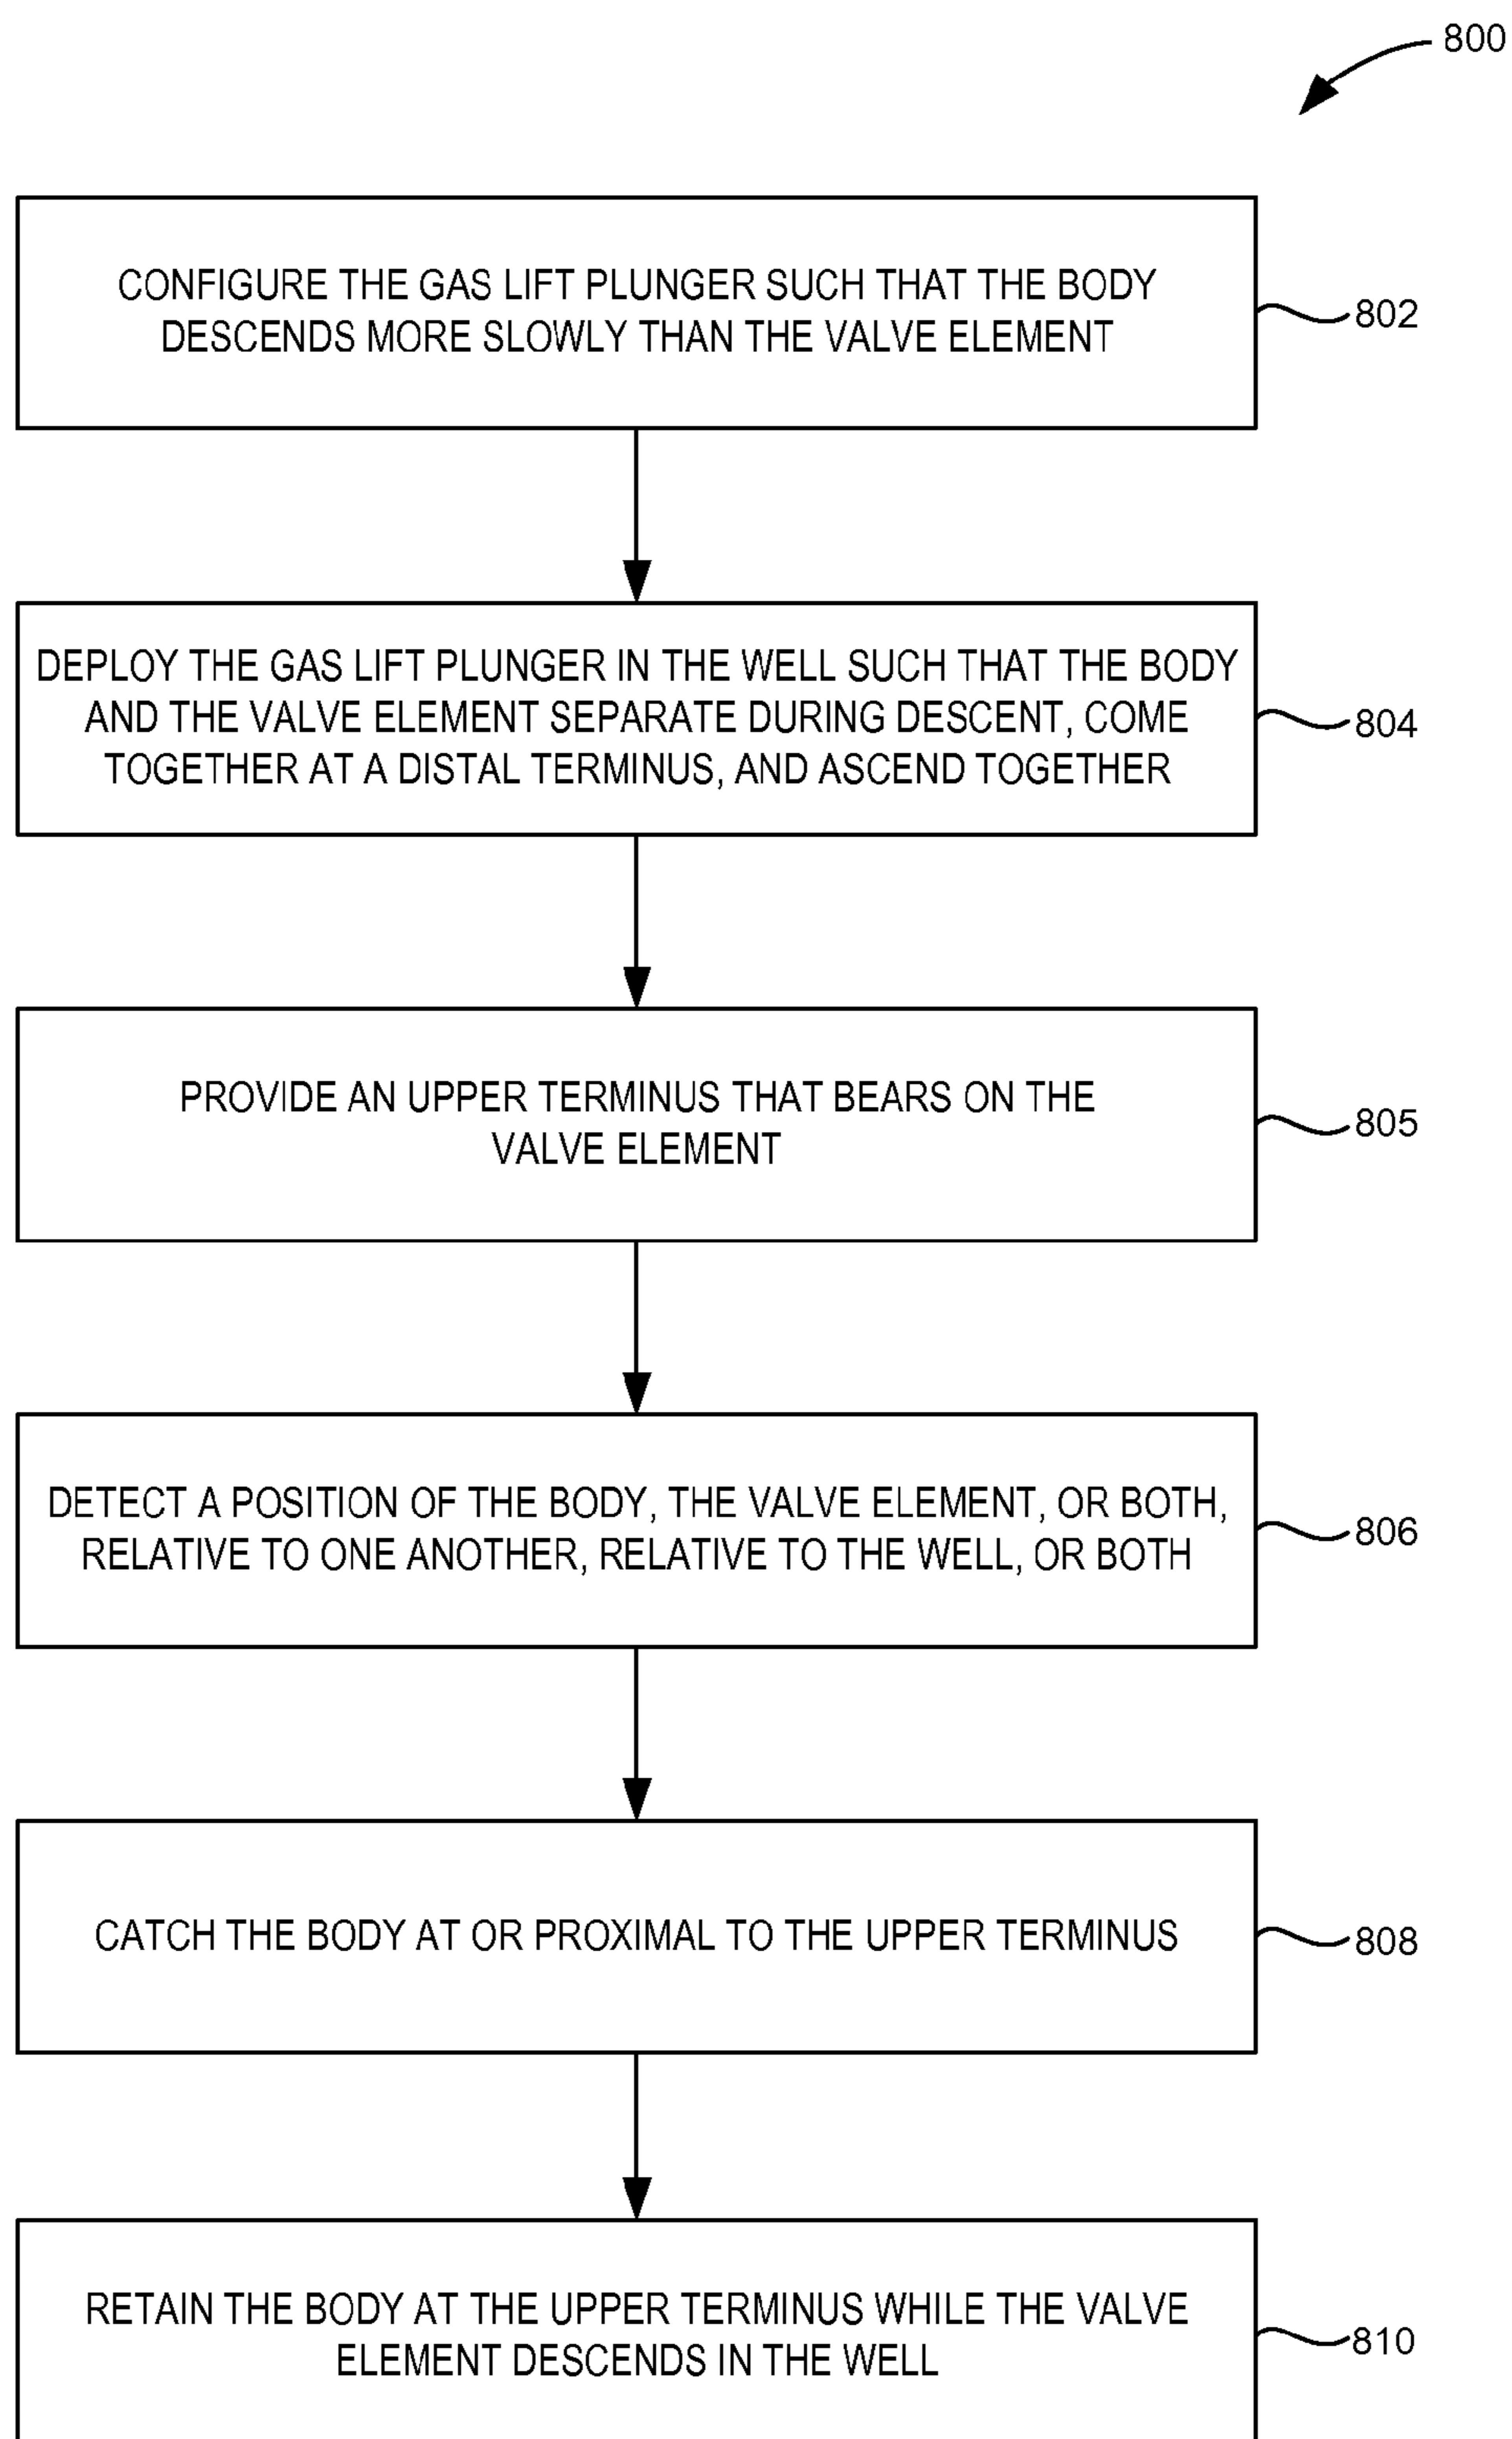 800
CONFIGURE THE GAS LIFT PLUNGER SUCH THAT THE BODY
DESCENDS MORE SLOWLY THAN THE VALVE ELEMENT
802
DEPLOY THE GAS LIFT PLUNGER IN THE WELL SUCH THAT THE BODY
AND THE VALVE ELEMENT SEPARATE DURING DESCENT, COME
TOGETHER AT A DISTAL TERMINUS, AND ASCEND TOGETHER
804
PROVIDE AN UPPER TERMINUS THAT BEARS ON THE
VALVE ELEMENT
805
DETECT A POSITION OF THE BODY, THE VALVE ELEMENT, OR BOTH,
RELATIVE TO ONE ANOTHER, RELATIVE TO THE WELL, OR BOTH
806
CATCH THE BODY AT OR PROXIMAL TO THE UPPER TERMINUS
808
RETAIN THE BODY AT THE UPPER TERMINUS WHILE THE VALVE
ELEMENT DESCENDS IN THE WELL
810